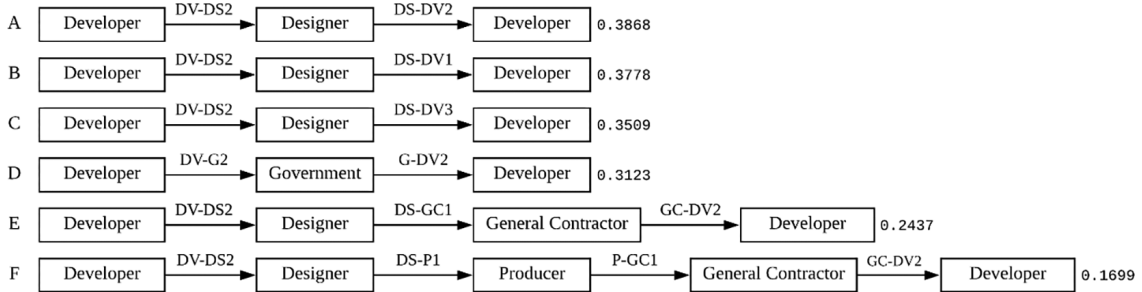 A Developer DV-DS2 Designer DS-DV2 Developer 0.3868
B Developer DV-DS2 Designer DS-DV1 Developer 0.3778
C Developer DV-DS2 Designer DS-DV3 Developer 0.3509
D Developer DV-G2 Government G-DV2 Developer 0.3123
E Developer DV-DS2 Designer DS-GC1 General Contractor GC-DV2 Developer 0.2437
F Developer DV-DS2 Designer DS-P1 Producer P-GC1 General Contractor GC-DV2 Developer 0.1699